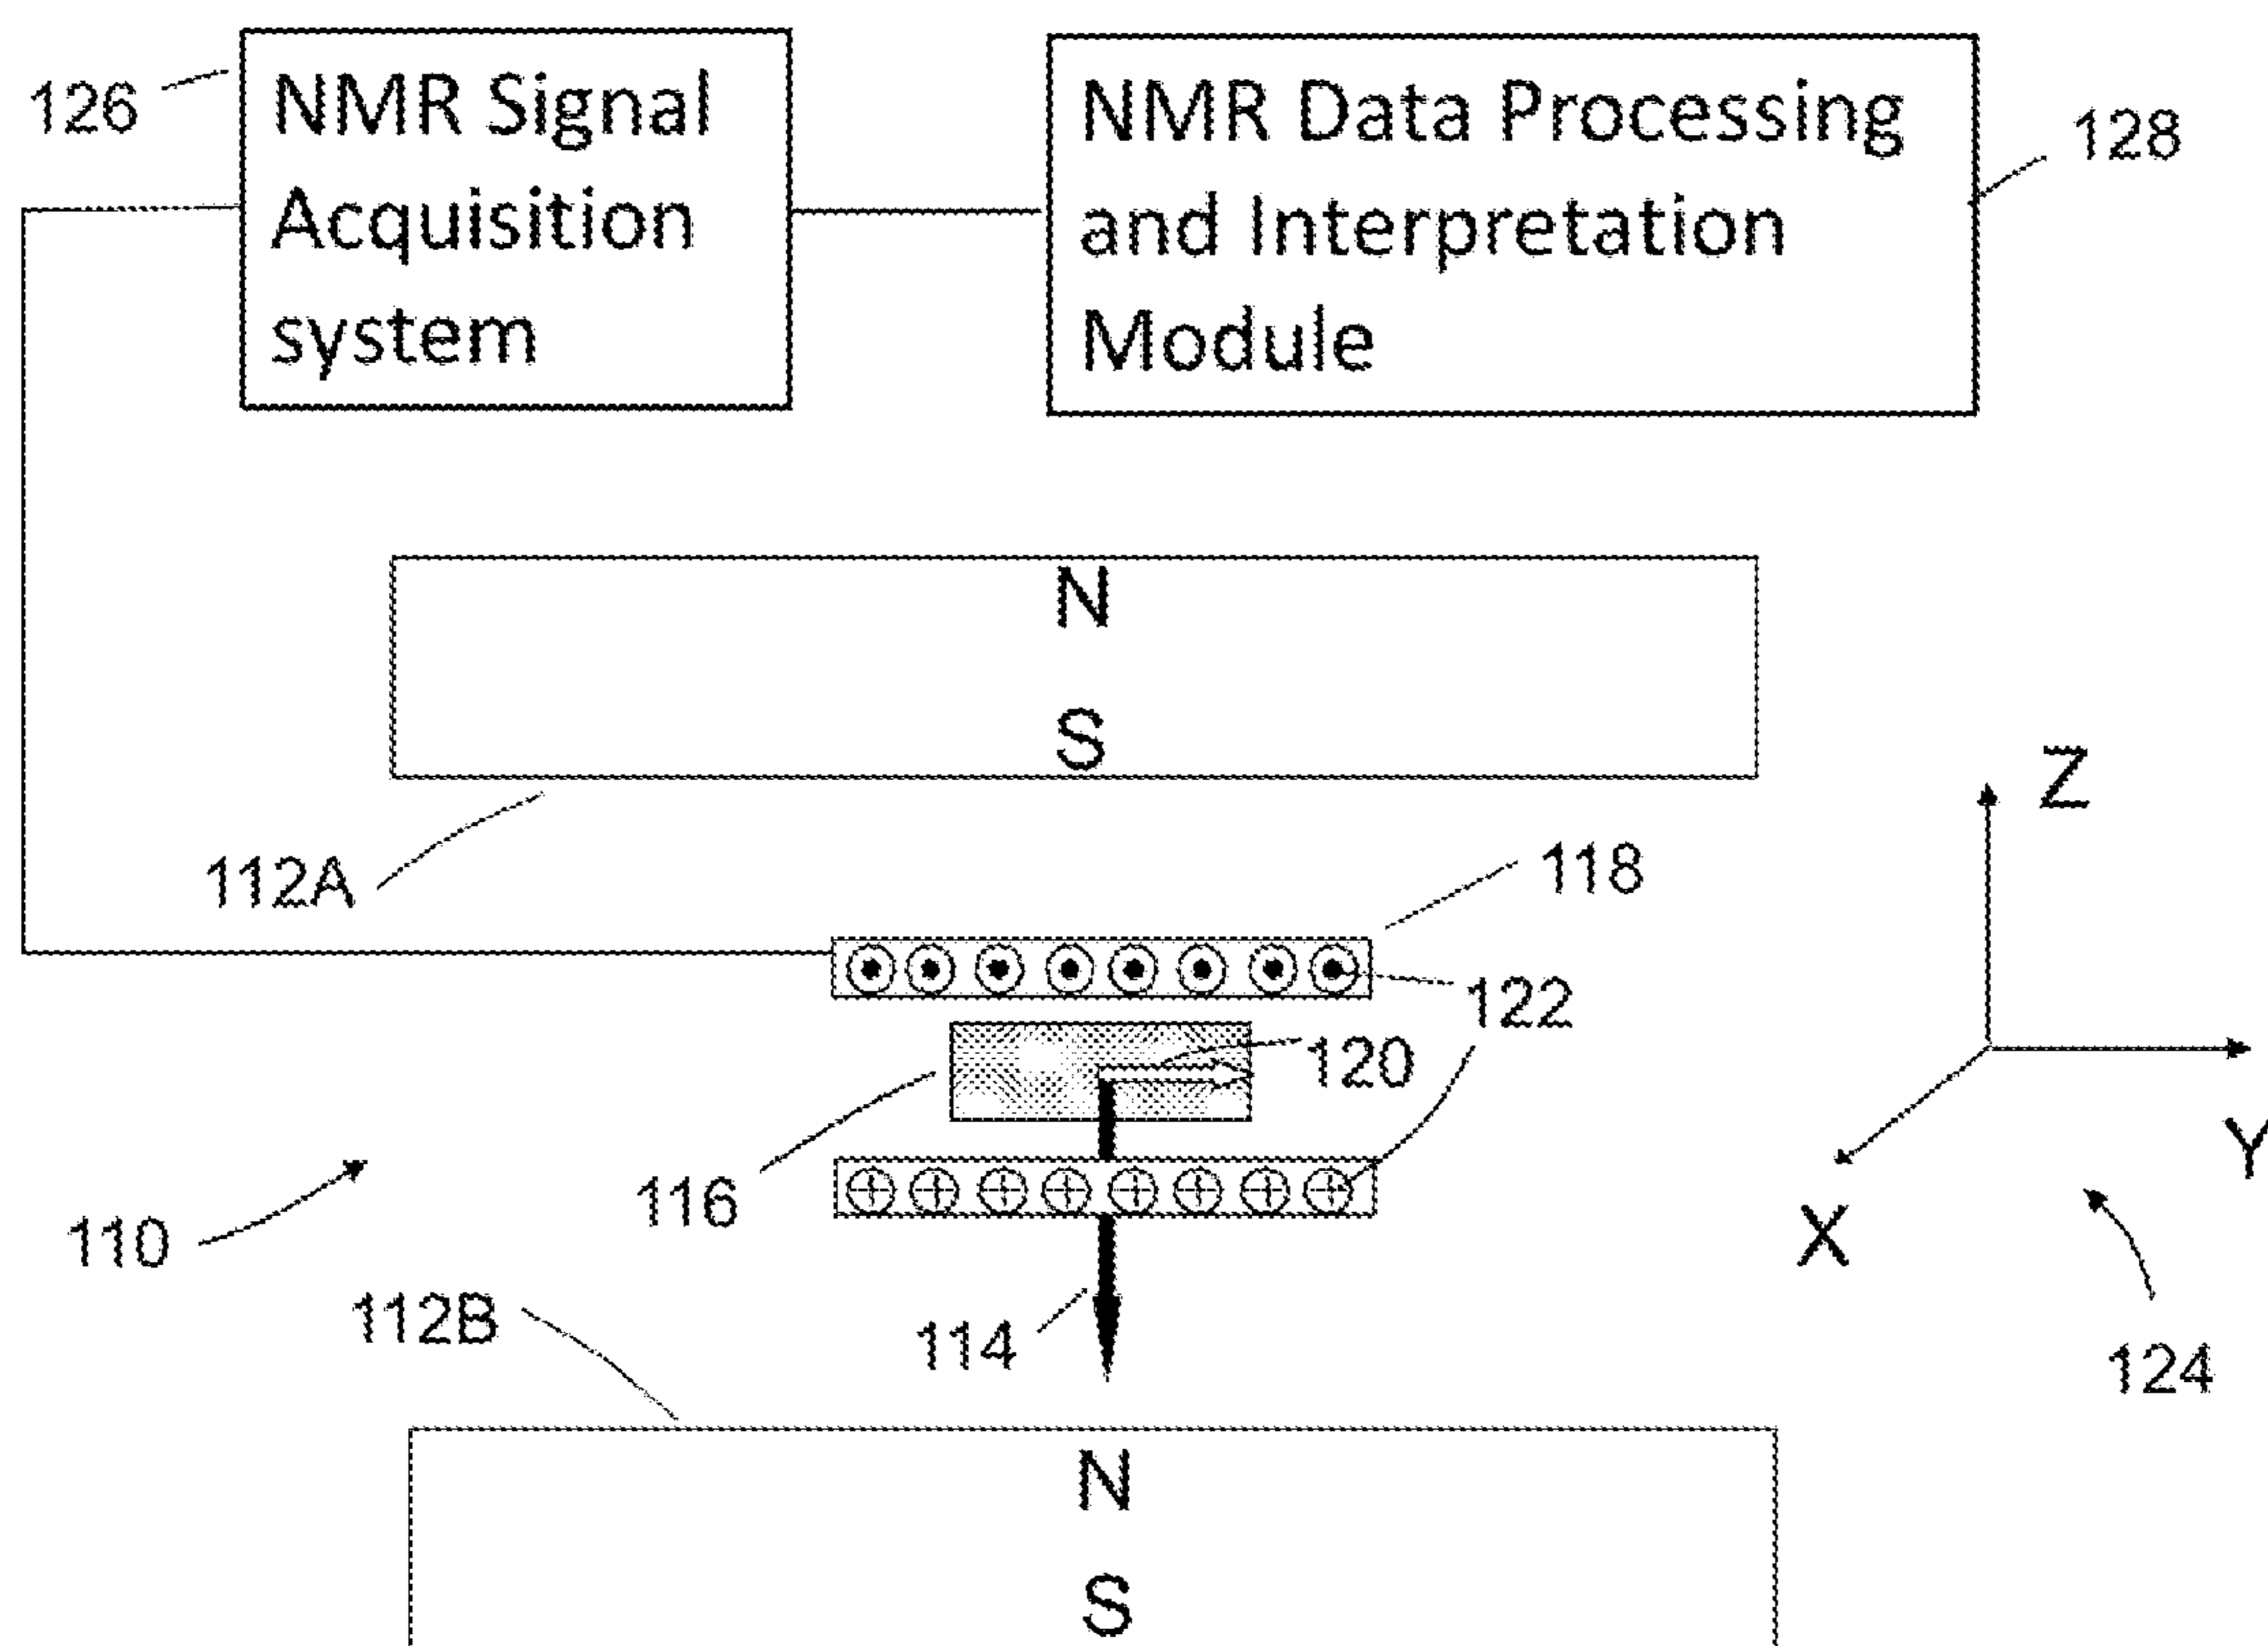 126
NMR Signal
Acquisition
system
NMR Data Processing
and Interpretation
Module
128
N
S
Z
112A
118
122
120
116
Y
X
110
114
112B
124
N
S